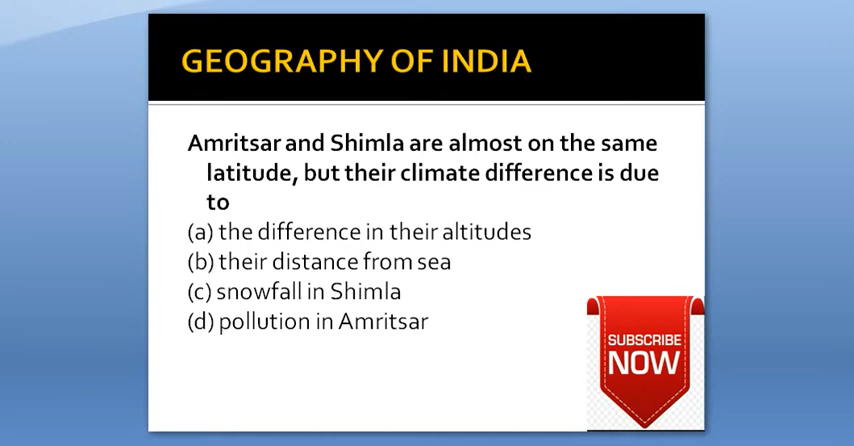 GEOGRAPHY OF INDIA
Amritsar and Shimla are almost on the same
latitude, but their climate difference is due
to
(a) the difference in their altitudes
(b) their distance from sea
(c) snowfall in Shimla
(d) pollution in Amritsar
SUBSCRIBE
NOW